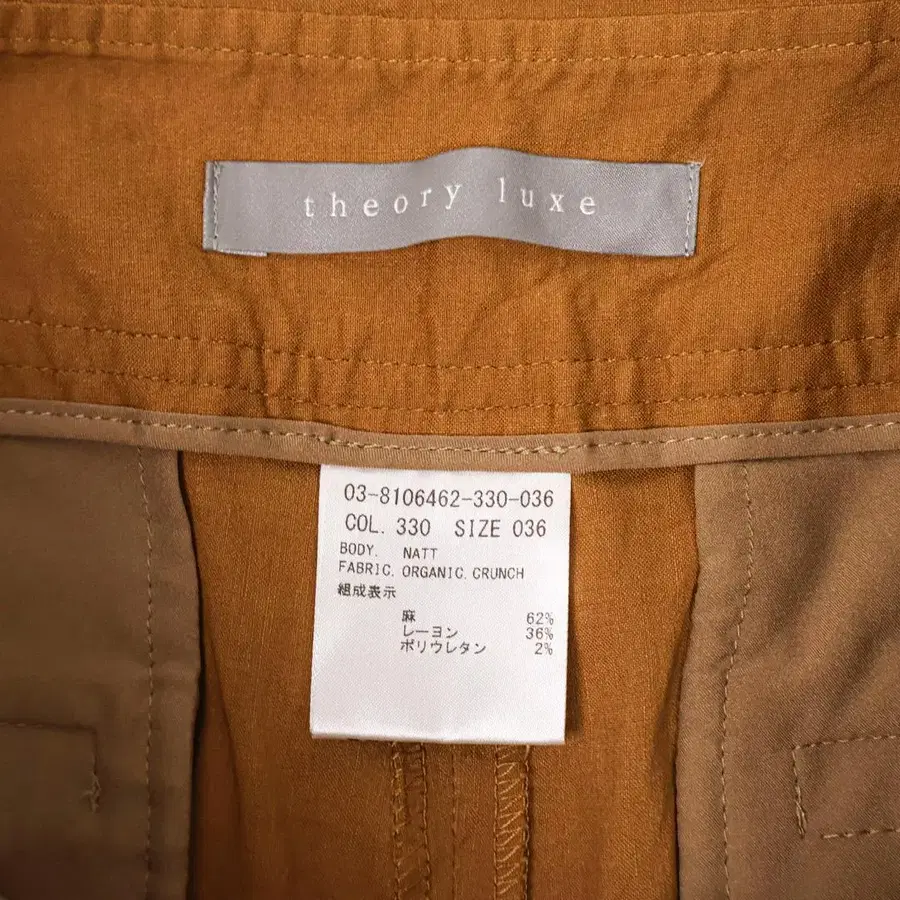 theory luxe
03-8106462-330-036
COL. 330 SIZE 036
BODY. NATT
FABRIC. ORGANIC. CRUNCH
組成表示
麻 62%
レーヨン 36%
ポリウレタン 2%